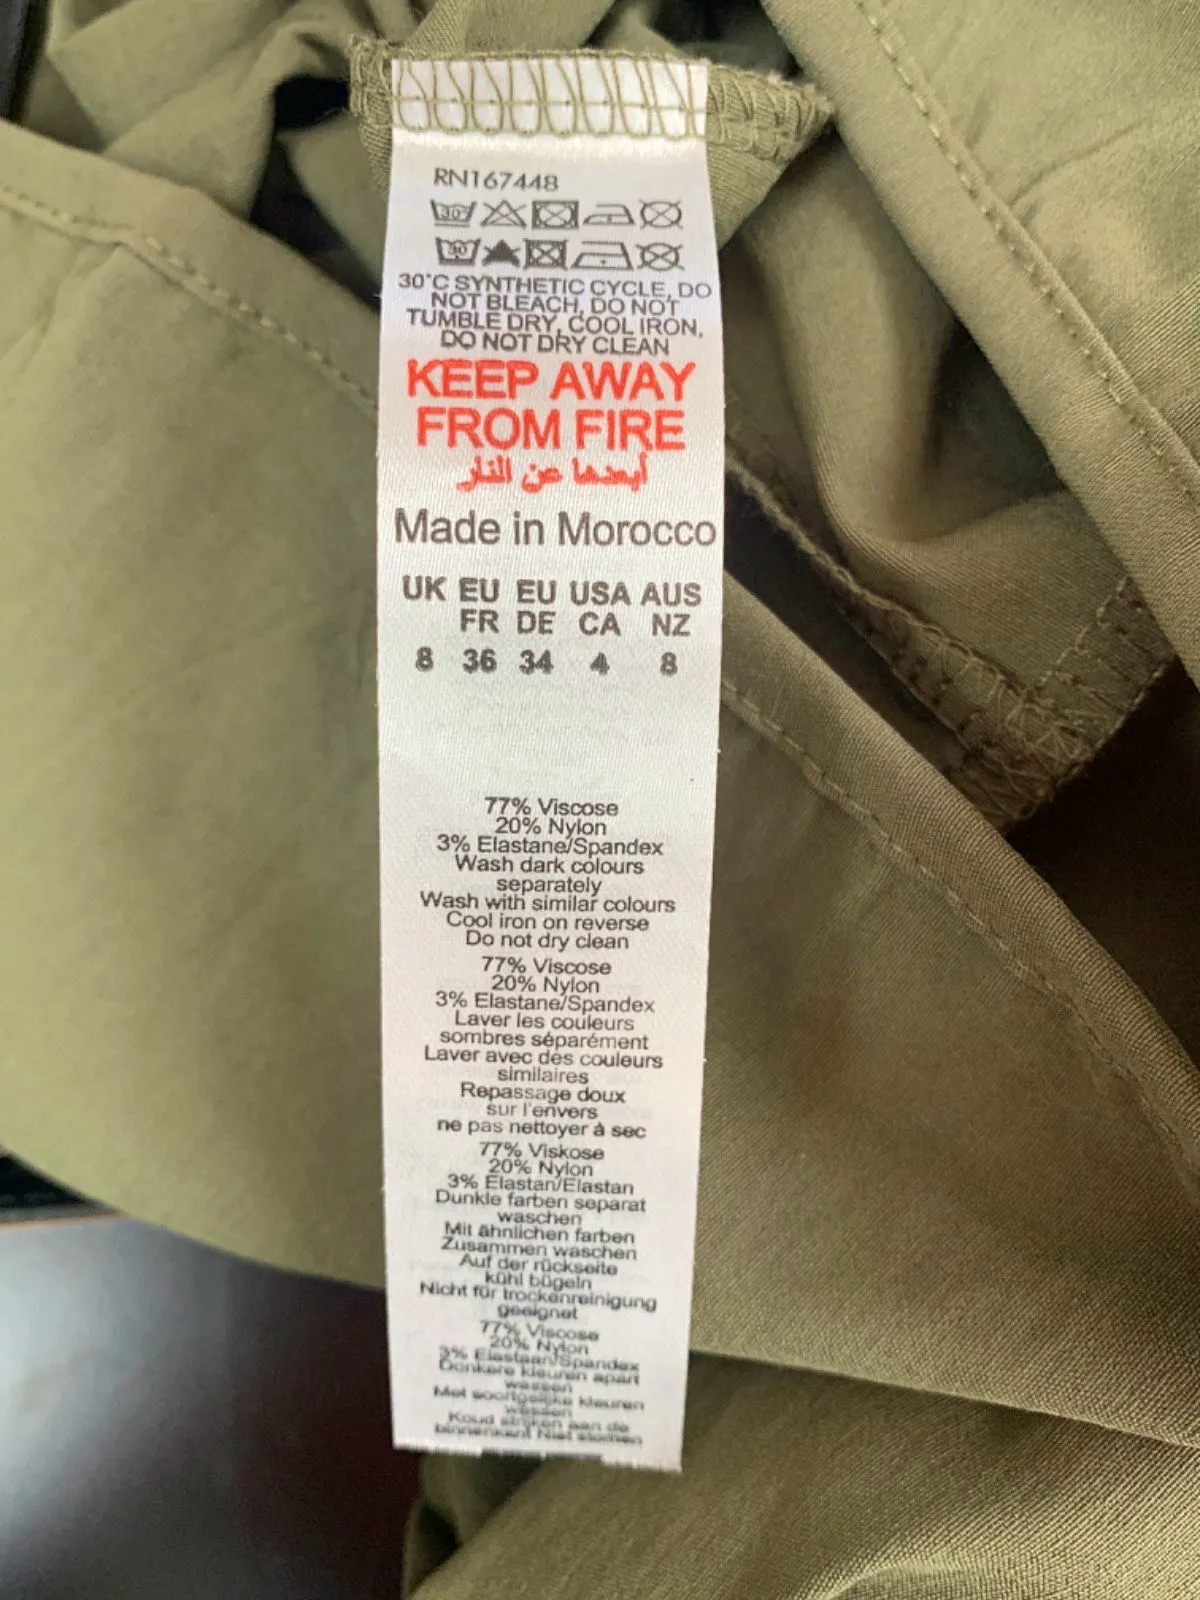 RN167448
30°C SYNTHETIC CYCLE, DO
NOT BLEACH, DO NOT
TUMBLE DRY, COOL IRON,
DO NOT DRY CLEAN
KEEP AWAY
FROM FIRE
أبعدها عن النار
Made in Morocco
UK EU EU USA AUS
FR DE CA NZ
8 36 34 4 8
77% Viscose
20% Nylon
3% Elastane/Spandex
Wash dark colours
separately
Wash with similar colours
Cool iron on reverse
Do not dry clean
77% Viscose
20% Nylon
3% Elastane/Spandex
Laver les couleurs
sombres séparément
Laver avec des couleurs
similaires
Repassage doux
sur l'envers
ne pas nettoyer à sec
77% Viskose
20% Nylon
3% Elastan/Elastan
Dunkle farben separat
waschen
Mit ähnlichen farben
Zusammen waschen
Auf der rückseite
kühl bügeln
Nicht für trockenreinigung
geeignet
77% Viscose
20% Nylon
3% Elastaan/Spandex
Donkere kleuren apart
wassen
Met soortgelijke kleuren
wassen
Koud strijken aan de
binnenkant Niet stomen